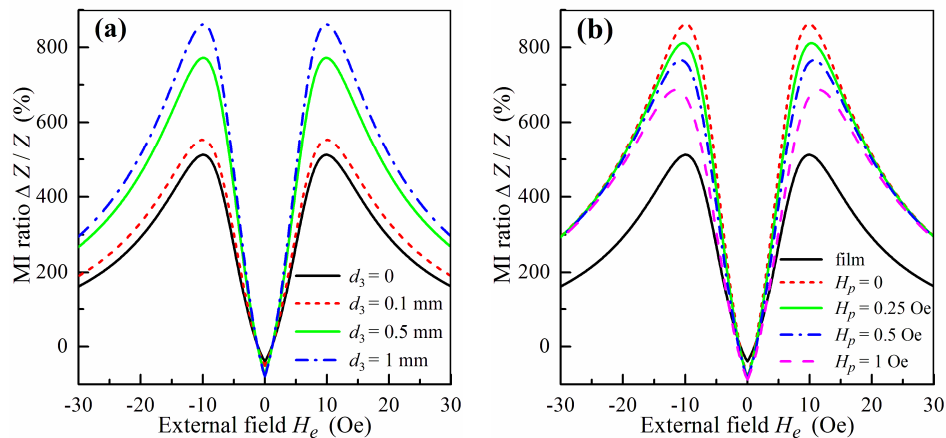 (a)
MI ratio Δ Z / Z (%)
800
600
400
200
0
d3 = 0
d3 = 0.1 mm
d3 = 0.5 mm
d3 = 1 mm
-30 -20 -10 0 10 20 30
External field He (Oe)
(b)
MI ratio Δ Z / Z (%)
800
600
400
200
0
film
Hp = 0
Hp = 0.25 Oe
Hp = 0.5 Oe
Hp = 1 Oe
-30 -20 -10 0 10 20 30
External field He (Oe)